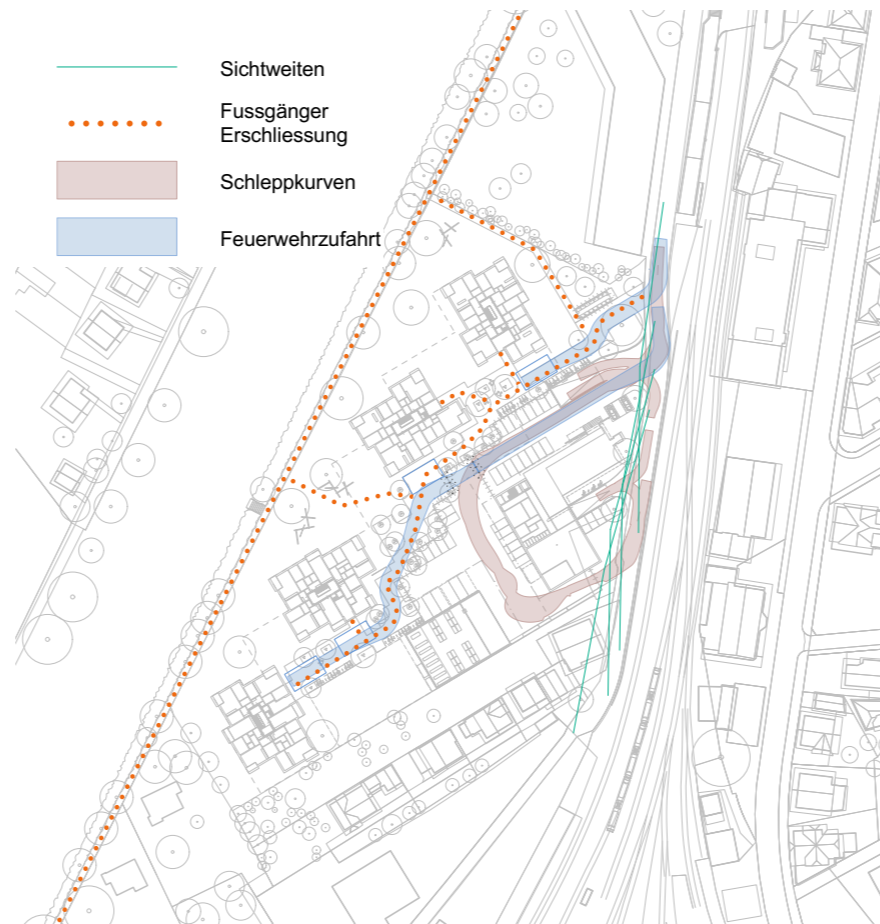 Sichtweiten
Fussgänger
Erschliessung
Schleppkurven
Feuerwehrzufahrt